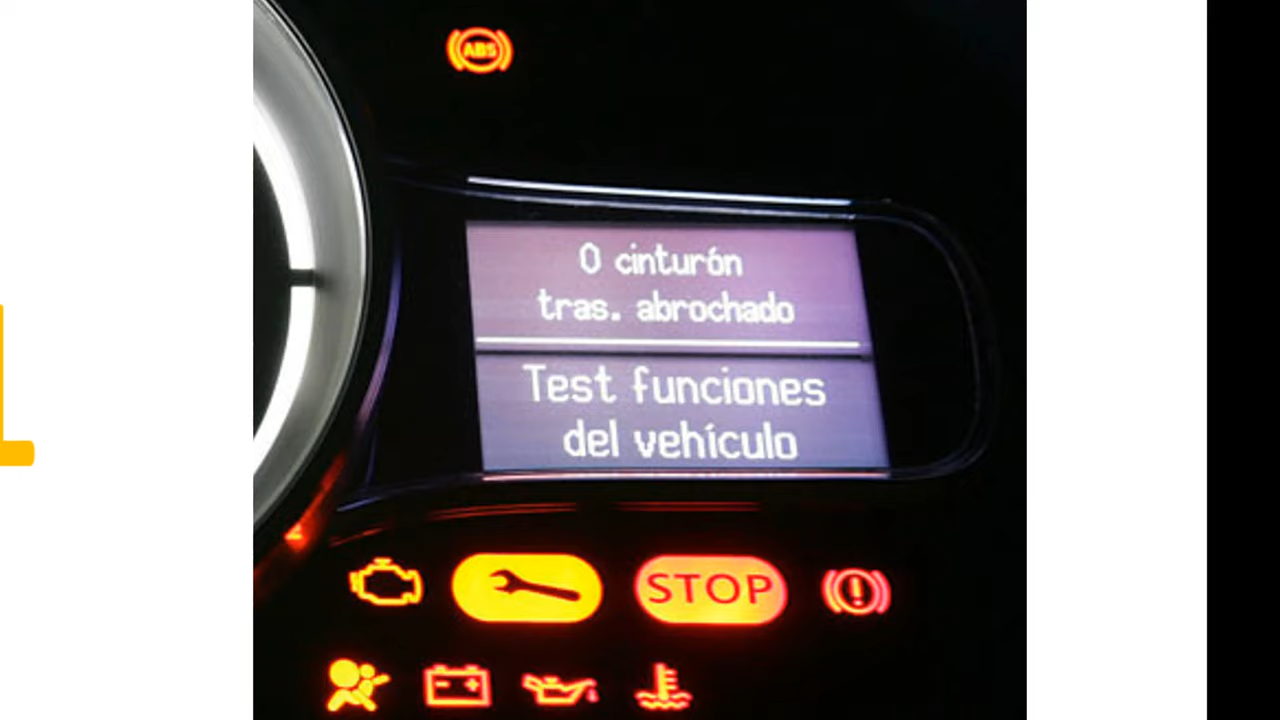 ABS
0 cinturón
tras. abrochado
Test funciones
del vehículo
STOP